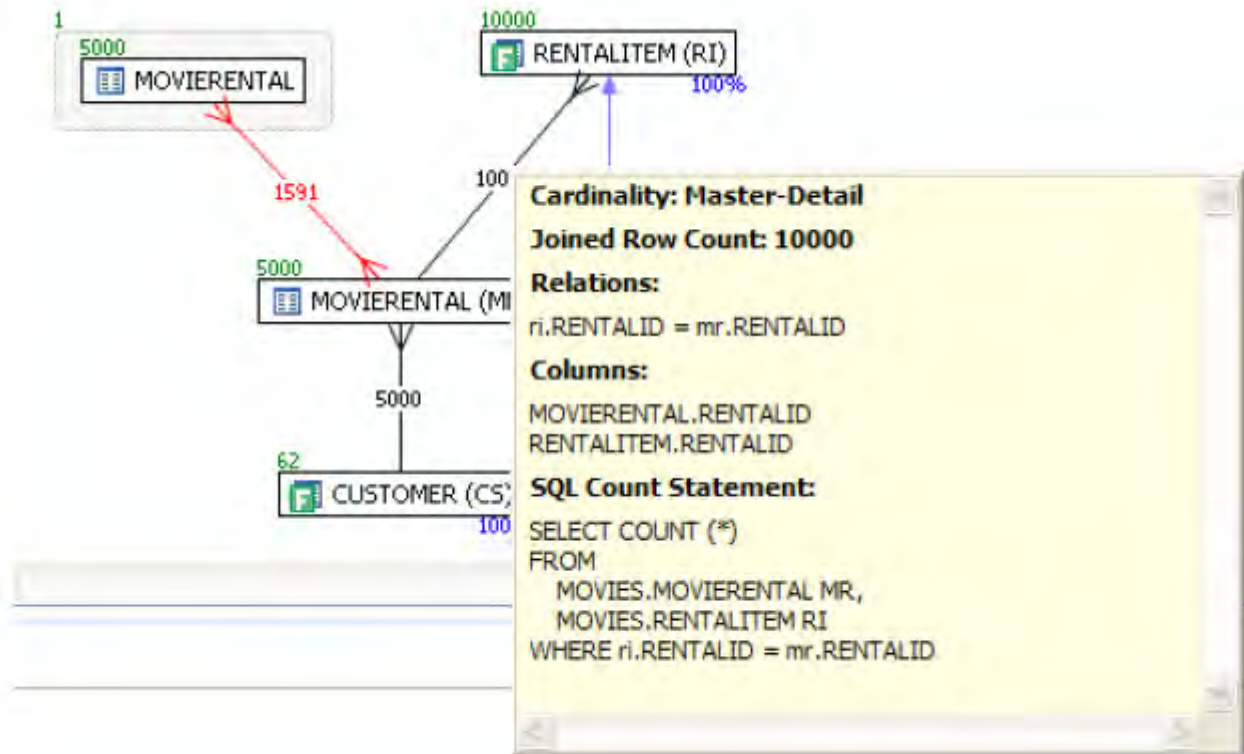 1
5000
MOVIERENTAL
10000
RENTALITEM (RI)
100%
1591
100
5000
MOVIERENTAL (M
5000
62
CUSTOMER (CS)
100
Cardinality: Master-Detail
Joined Row Count: 10000
Relations:
ri.RENTALID = mr.RENTALID
Columns:
MOVIERENTAL.RENTALID
RENTALITEM.RENTALID
SQL Count Statement:
SELECT COUNT (*)
FROM
MOVIES.MOVIERENTAL MR,
MOVIES.RENTALITEM RI
WHERE ri.RENTALID = mr.RENTALID